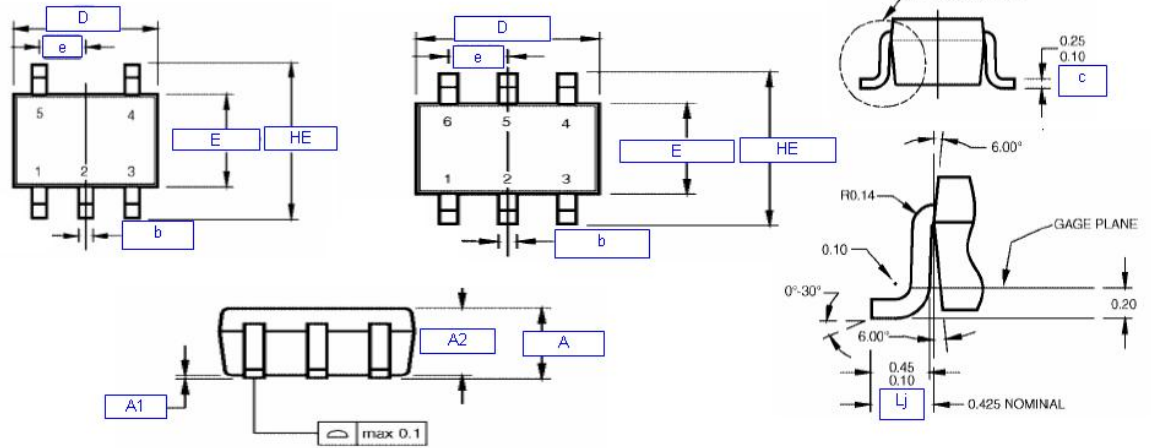 D
e
5 4
E
HE
1 2 3
b
D
e
6 5 4
E
HE
1 2 3
b
0.25
0.10
c
6.00°
R0.14
GAGE PLANE
0.10
0°-30°
0.20
6.00°
0.45
0.10
Lj
0.425 NOMINAL
A2
A
A1
max 0.1